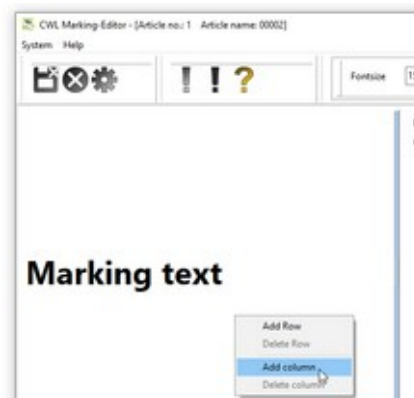 CWL Marking-Editor - [Article no.: 1 Article name: 00002]
System Help
Fontsize
Marking text
Add Row
Delete Row
Add column
Delete column